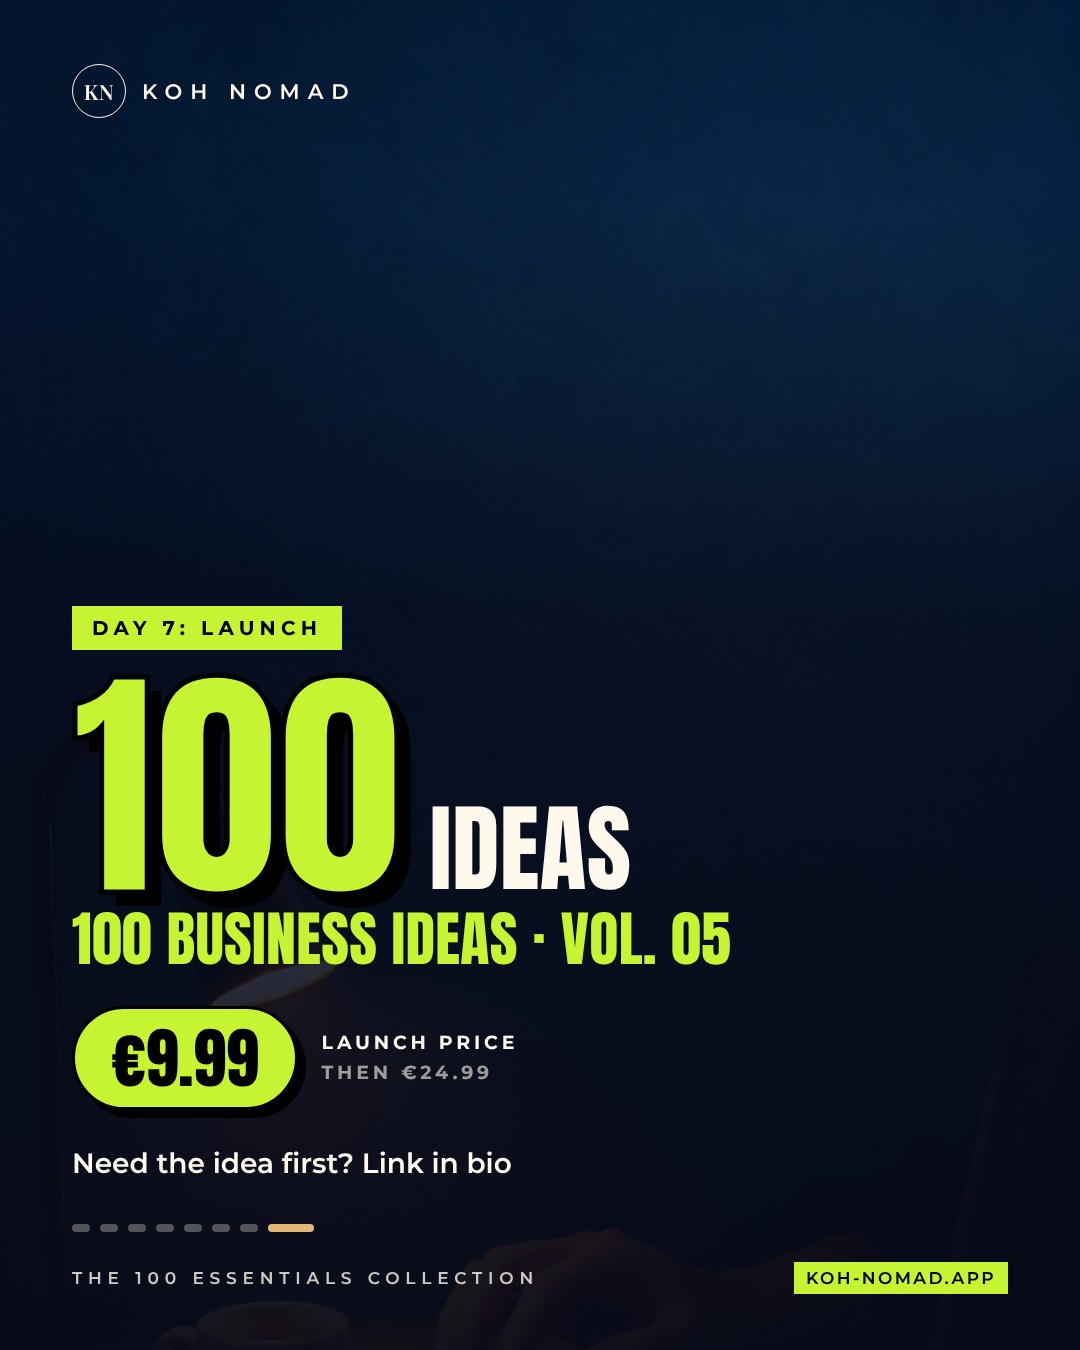 KN KOH NOMAD
DAY 7: LAUNCH
100 IDEAS
100 BUSINESS IDEAS · VOL. 05
€9.99
LAUNCH PRICE
THEN €24.99
Need the idea first? Link in bio
THE 100 ESSENTIALS COLLECTION
KOH-NOMAD.APP